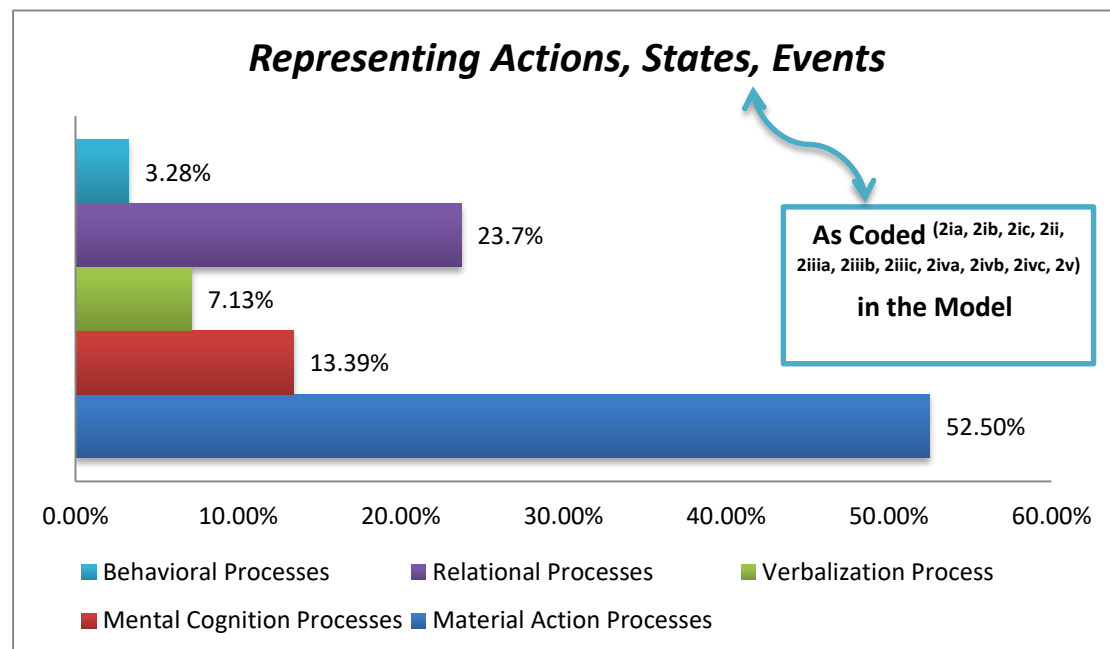 Representing Actions, States, Events
3.28%
23.7%
7.13%
13.39%
52.50%
As Coded (2ia, 2ib, 2ic, 2ii,
2iiia, 2iiib, 2iiic, 2iva, 2ivb, 2ivc, 2v)
in the Model
0.00% 10.00% 20.00% 30.00% 40.00% 50.00% 60.00%
Behavioral Processes Relational Processes Verbalization Process
Mental Cognition Processes Material Action Processes